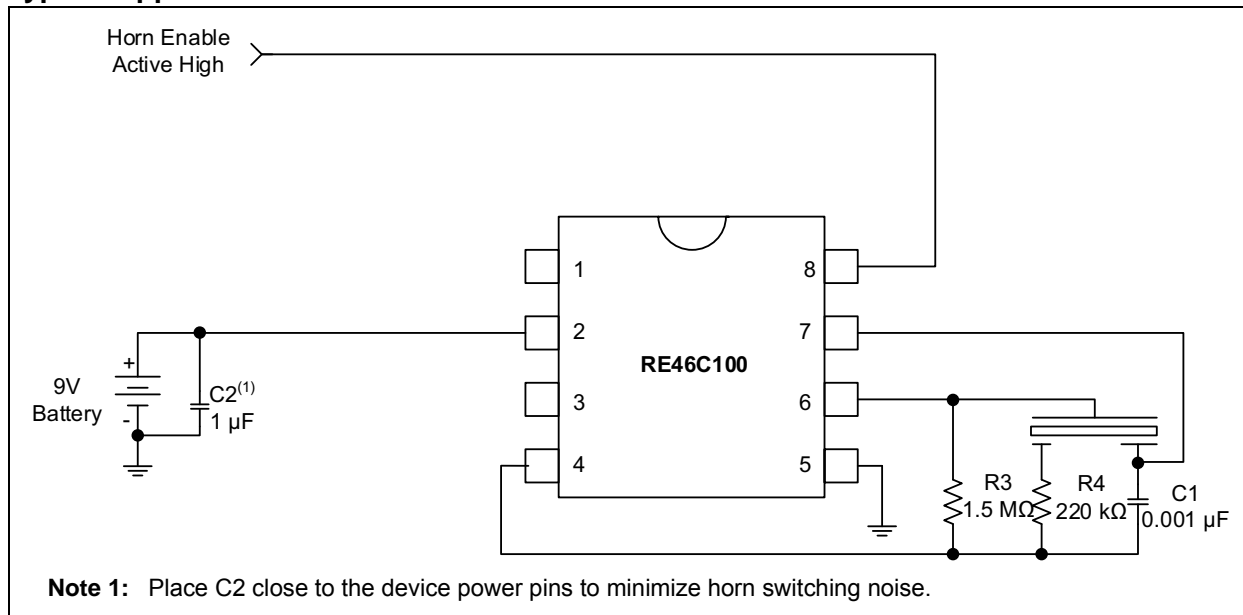 Horn Enable
Active High
1
8
2
7
RE46C100
3
6
4
5
+
9V
Battery
-
C2(1)
1 µF
R3
1.5 MΩ
R4
220 kΩ
C1
0.001 µF
Note 1: Place C2 close to the device power pins to minimize horn switching noise.